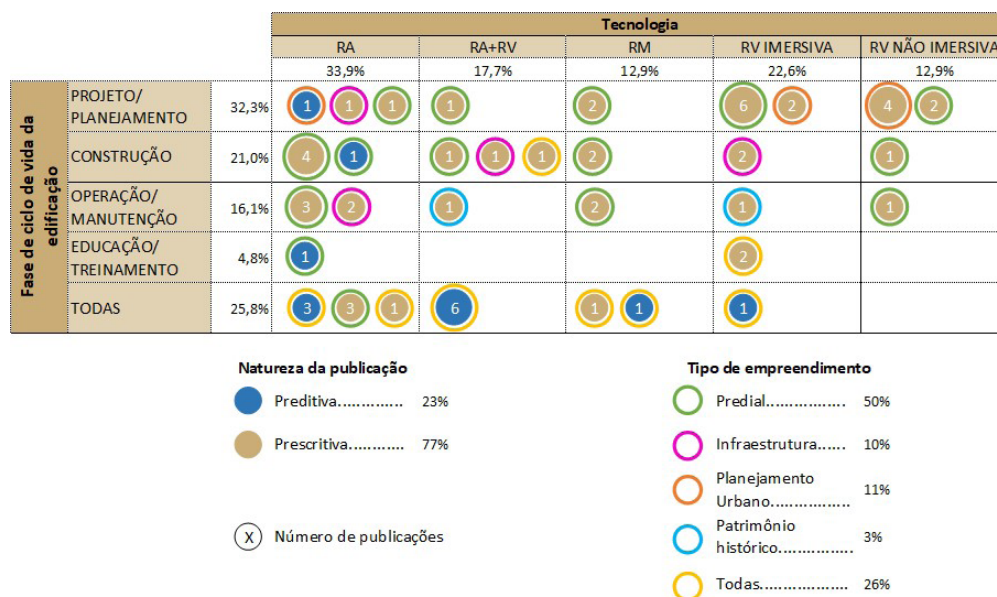 Tecnologia
RA RA+RV RM RV IMERSIVA RV NÃO IMERSIVA
33,9% 17,7% 12,9% 22,6% 12,9%
Fase de ciclo de vida da
edificação
PROJETO/
PLANEJAMENTO 32,3% 1 1 1 1 2 6 2 4 2
CONSTRUÇÃO 21,0% 4 1 1 1 1 2 2 1
OPERAÇÃO/
MANUTENÇÃO 16,1% 3 2 1 2 1 1
EDUCAÇÃO/
TREINAMENTO 4,8% 1 2
TODAS 25,8% 3 3 1 6 1 1 1
Natureza da publicação
Preditiva............. 23%
Prescritiva............ 77%
X Número de publicações
Tipo de empreendimento
Predial................. 50%
Infraestrutura...... 10%
Planejamento
Urbano.................. 11%
Patrimônio
histórico................ 3%
Todas................... 26%